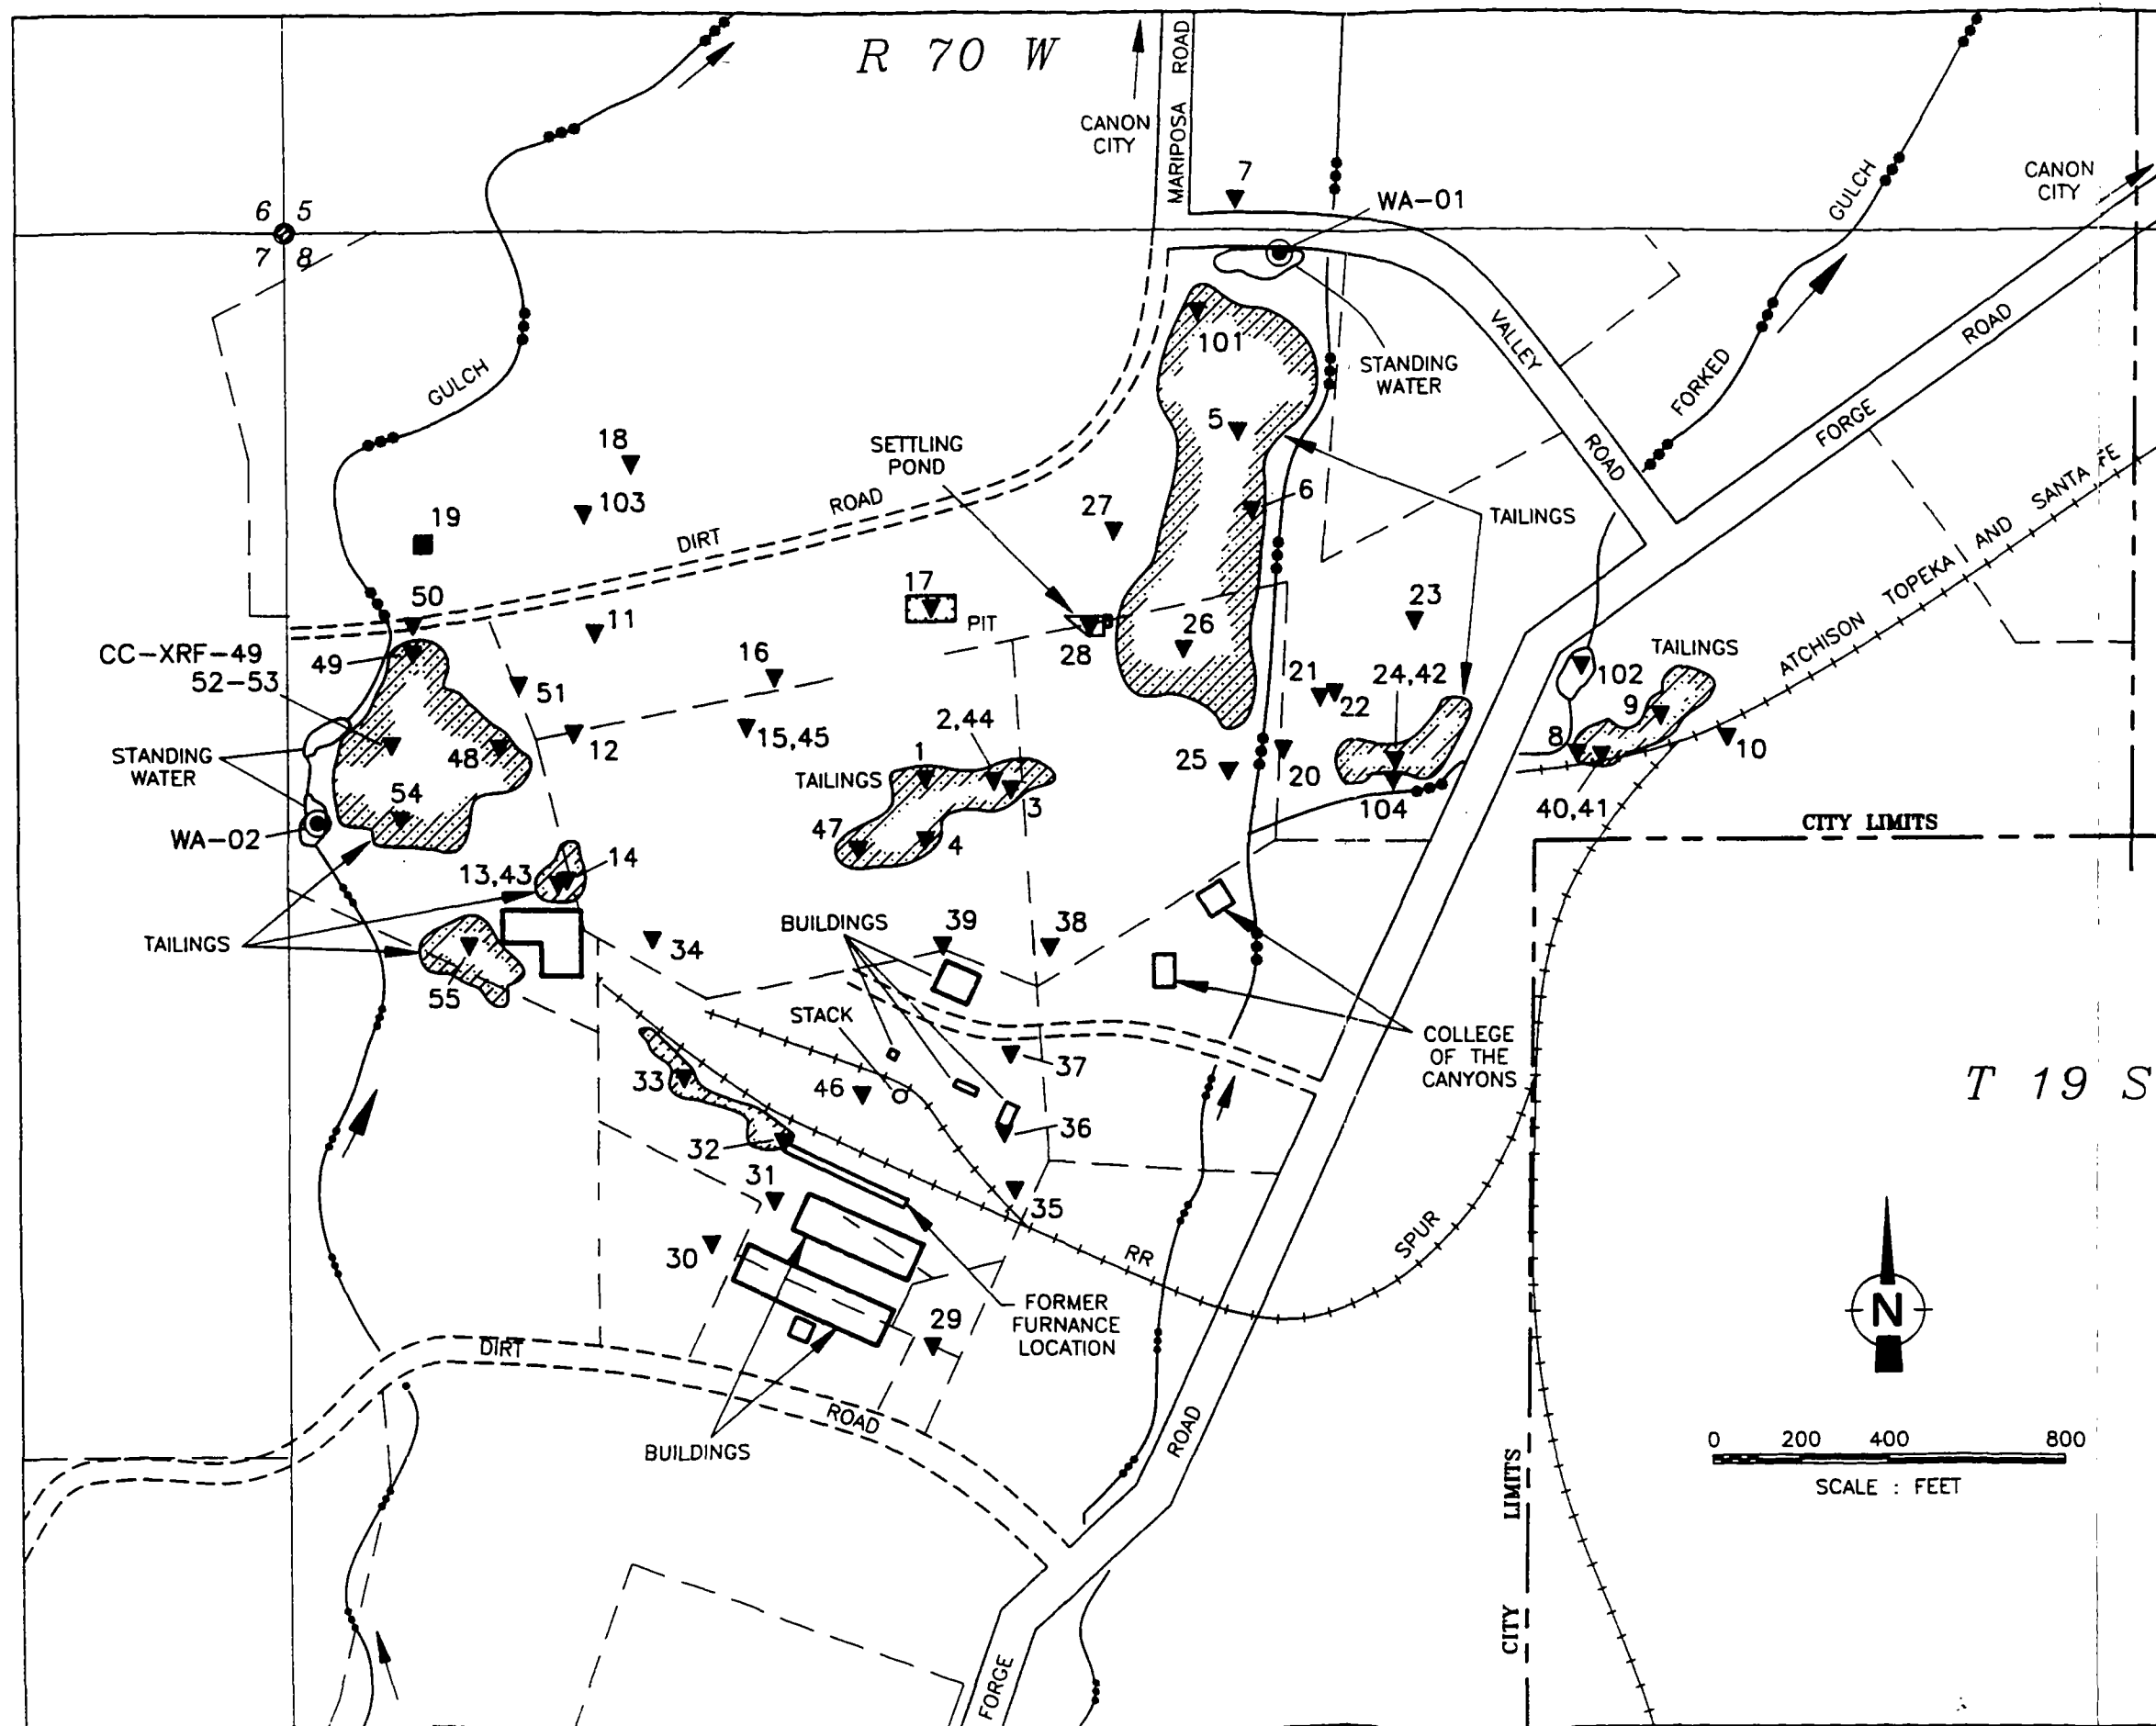 R 70 W
CANON
CITY
MARIPOSA ROAD
7
WA-01
GULCH
CANON
CITY
6 5
7 8
101
STANDING
WATER
VALLEY
ROAD
FORKED
FORGE
ROAD
GULCH
5
SETTLING
POND
18
103
19
DIRT
ROAD
27
6
TAILINGS
ATCHISON TOPEKA AND SANTA FE
50
11
17
PIT
28
26
23
CC-XRF-49
52-53
49
51
16
21
22
24,42
TAILINGS
102
9
8
10
STANDING
WATER
48
12
15,45
2,44
TAILINGS
1
3
25
20
104
40,41
54
WA-02
47
4
CITY LIMITS
13,43
14
TAILINGS
55
34
BUILDINGS
39
38
STACK
COLLEGE
OF THE
CANYONS
T 19 S
33
46
37
36
32
31
35
30
RR
SPUR
FORMER
FURNANCE
LOCATION
29
N
DIRT
ROAD
BUILDINGS
ROAD
0 200 400 800
SCALE : FEET
CITY LIMITS
FORGE